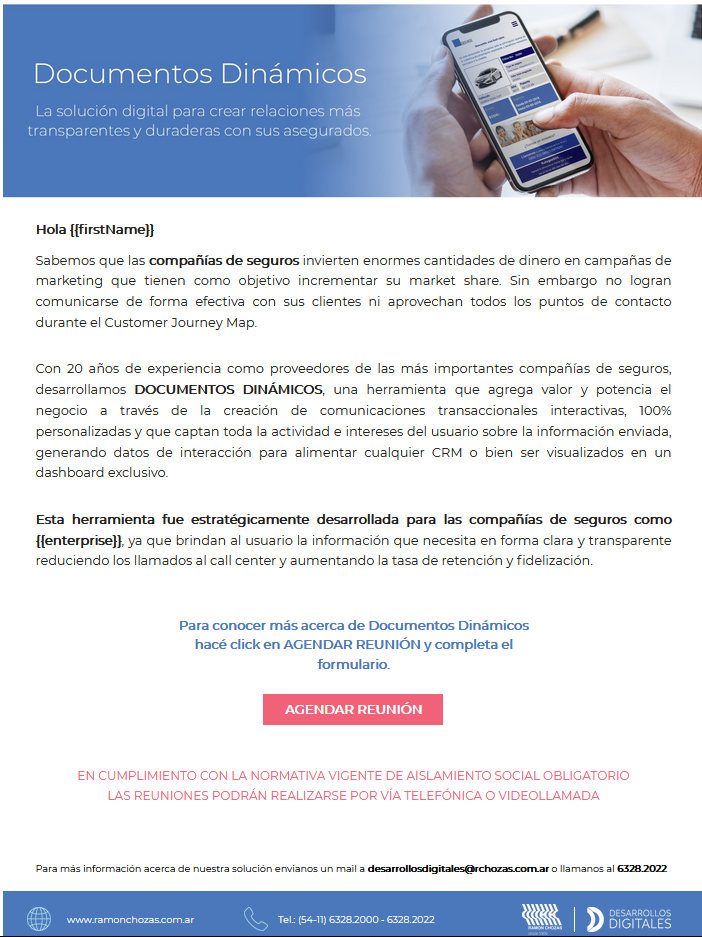 Documentos Dinámicos
La solución digital para crear relaciones más
transparentes y duraderas con sus asegurados.
Hola {{firstName}}
Sabemos que las compañías de seguros invierten enormes cantidades de dinero en campañas de
marketing que tienen como objetivo incrementar su market share. Sin embargo no logran
comunicarse de forma efectiva con sus clientes ni aprovechan todos los puntos de contacto
durante el Customer Journey Map.
Con 20 años de experiencia como proveedores de las más importantes compañías de seguros,
desarrollamos DOCUMENTOS DINÁMICOS, una herramienta que agrega valor y potencia el
negocio a través de la creación de comunicaciones transaccionales interactivas, 100%
personalizadas y que captan toda la actividad e intereses del usuario sobre la información enviada,
generando datos de interacción para alimentar cualquier CRM o bien ser visualizados en un
dashboard exclusivo.
Esta herramienta fue estratégicamente desarrollada para las compañías de seguros como
{{enterprise}}, ya que brindan al usuario la información que necesita en forma clara y transparente
reduciendo los llamados al call center y aumentando la tasa de retención y fidelización.
Para conocer más acerca de Documentos Dinámicos
hacé click en AGENDAR REUNIÓN y completa el
formulario.
AGENDAR REUNIÓN
EN CUMPLIMIENTO CON LA NORMATIVA VIGENTE DE AISLAMIENTO SOCIAL OBLIGATORIO
LAS REUNIONES PODRÁN REALIZARSE POR VÍA TELEFÓNICA O VIDEOLLAMADA
Para más información acerca de nuestra solución envianos un mail a desarrollosdigitales@rchozas.com.ar o llamanos al 6328.2022
www.ramonchozas.com.ar
Tel.: (54-11) 6328.2000 - 6328.2022
RAMON CHOZAS
DESARROLLOS
DIGITALES